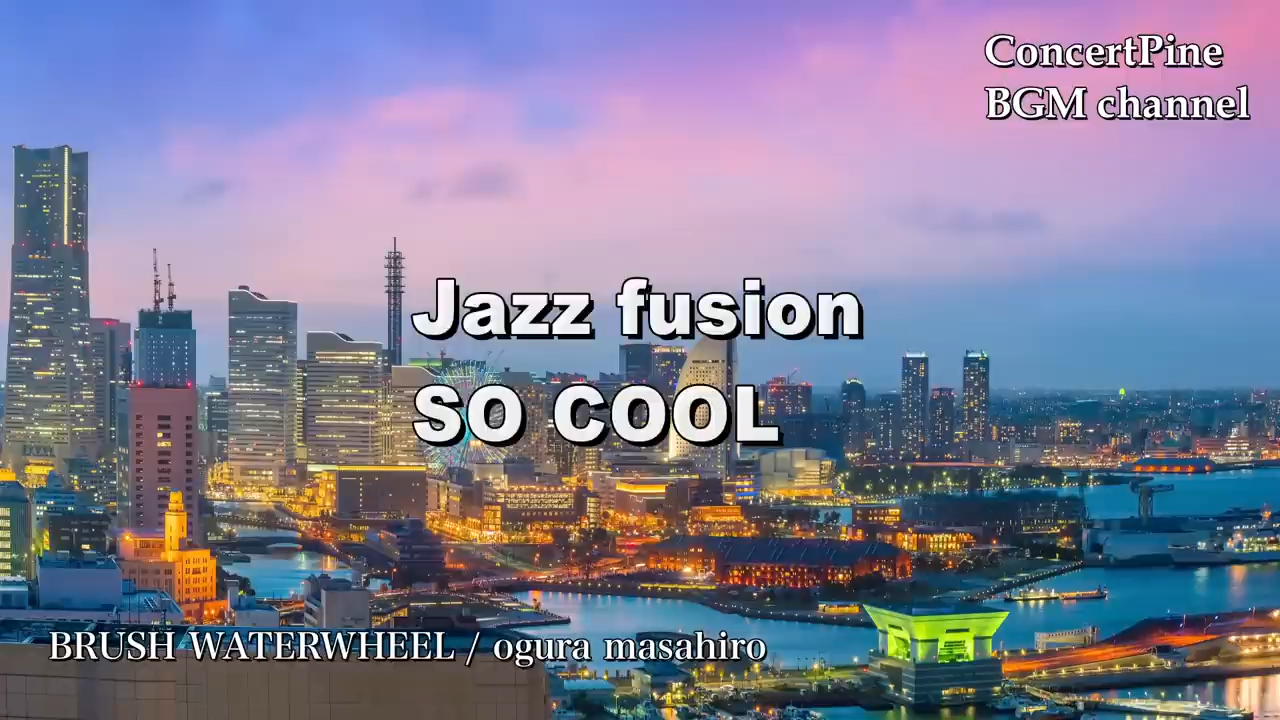 ConcertPine
BGM channel
Jazz fusion
SO COOL
BRUSH WATERWHEEL / ogura masahiro